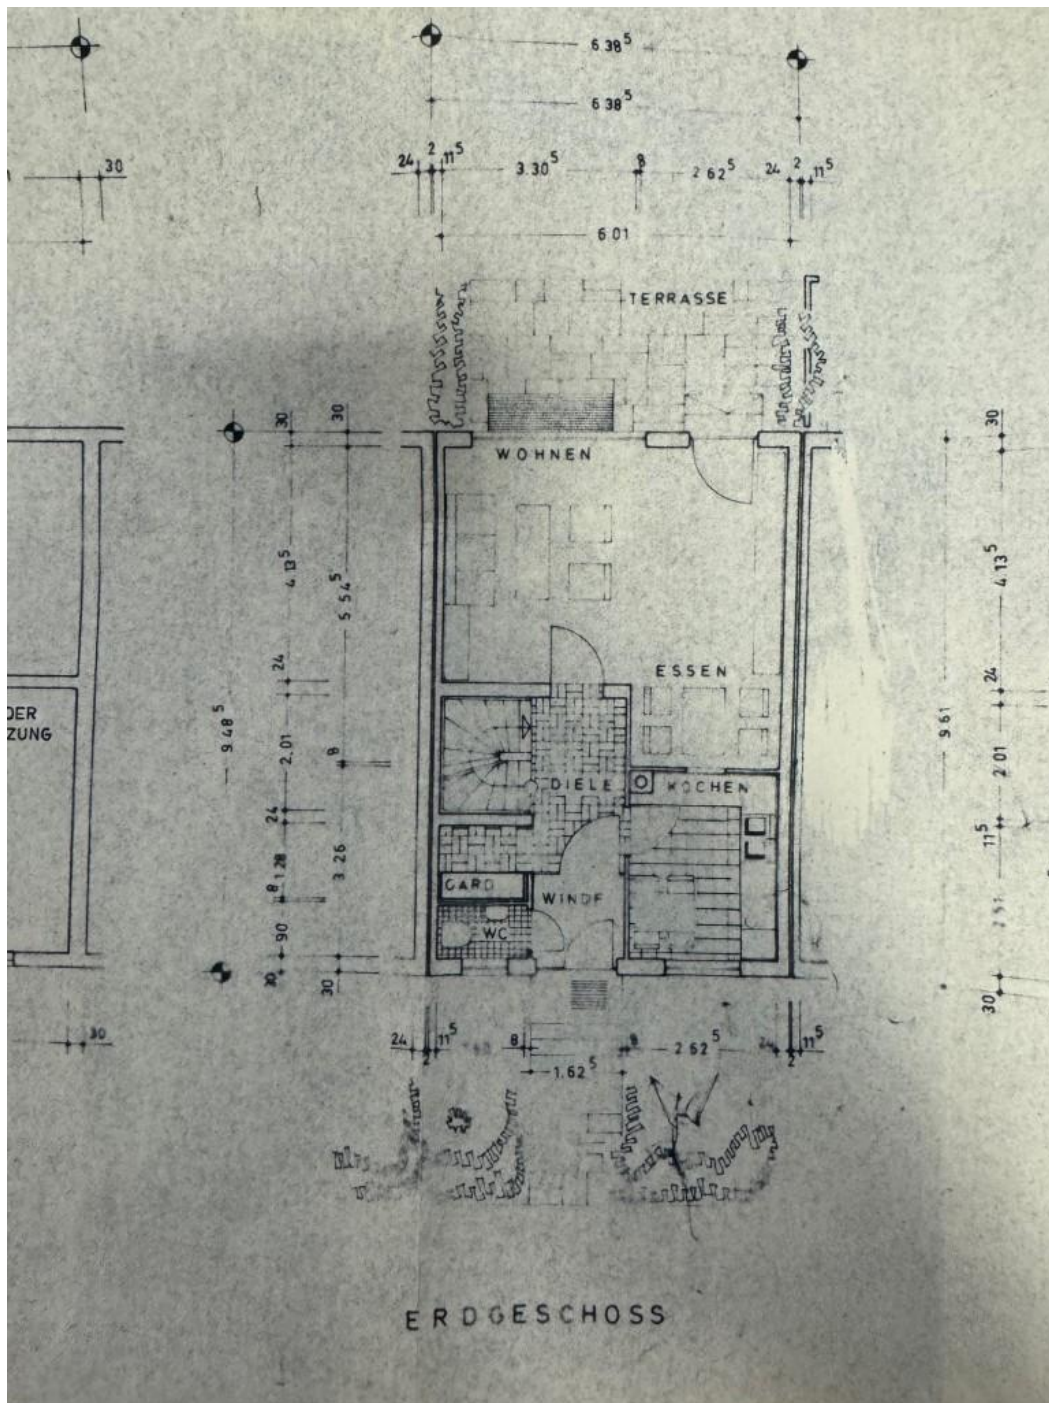 6 38⁵
6 38⁵
30
24 2 11⁵ 3.30⁵ 8 2 62⁵ 24 2 11⁵
6 01
TERRASSE
30
30
30
WOHNEN
4.13⁵
5 54⁵
4.13⁵
24
ESSEN
24
DER
ZUNG
9.48⁵
2.01
8
9.61
2 01
DIELE
KOCHEN
24
11⁵
1.28
3.26
8
GARD
WINDF
90
WC
30
30
30
30
24 2 11⁵ 8 1.62⁵ 8 2.62⁵ 24 2 11⁵
ERDGESCHOSS